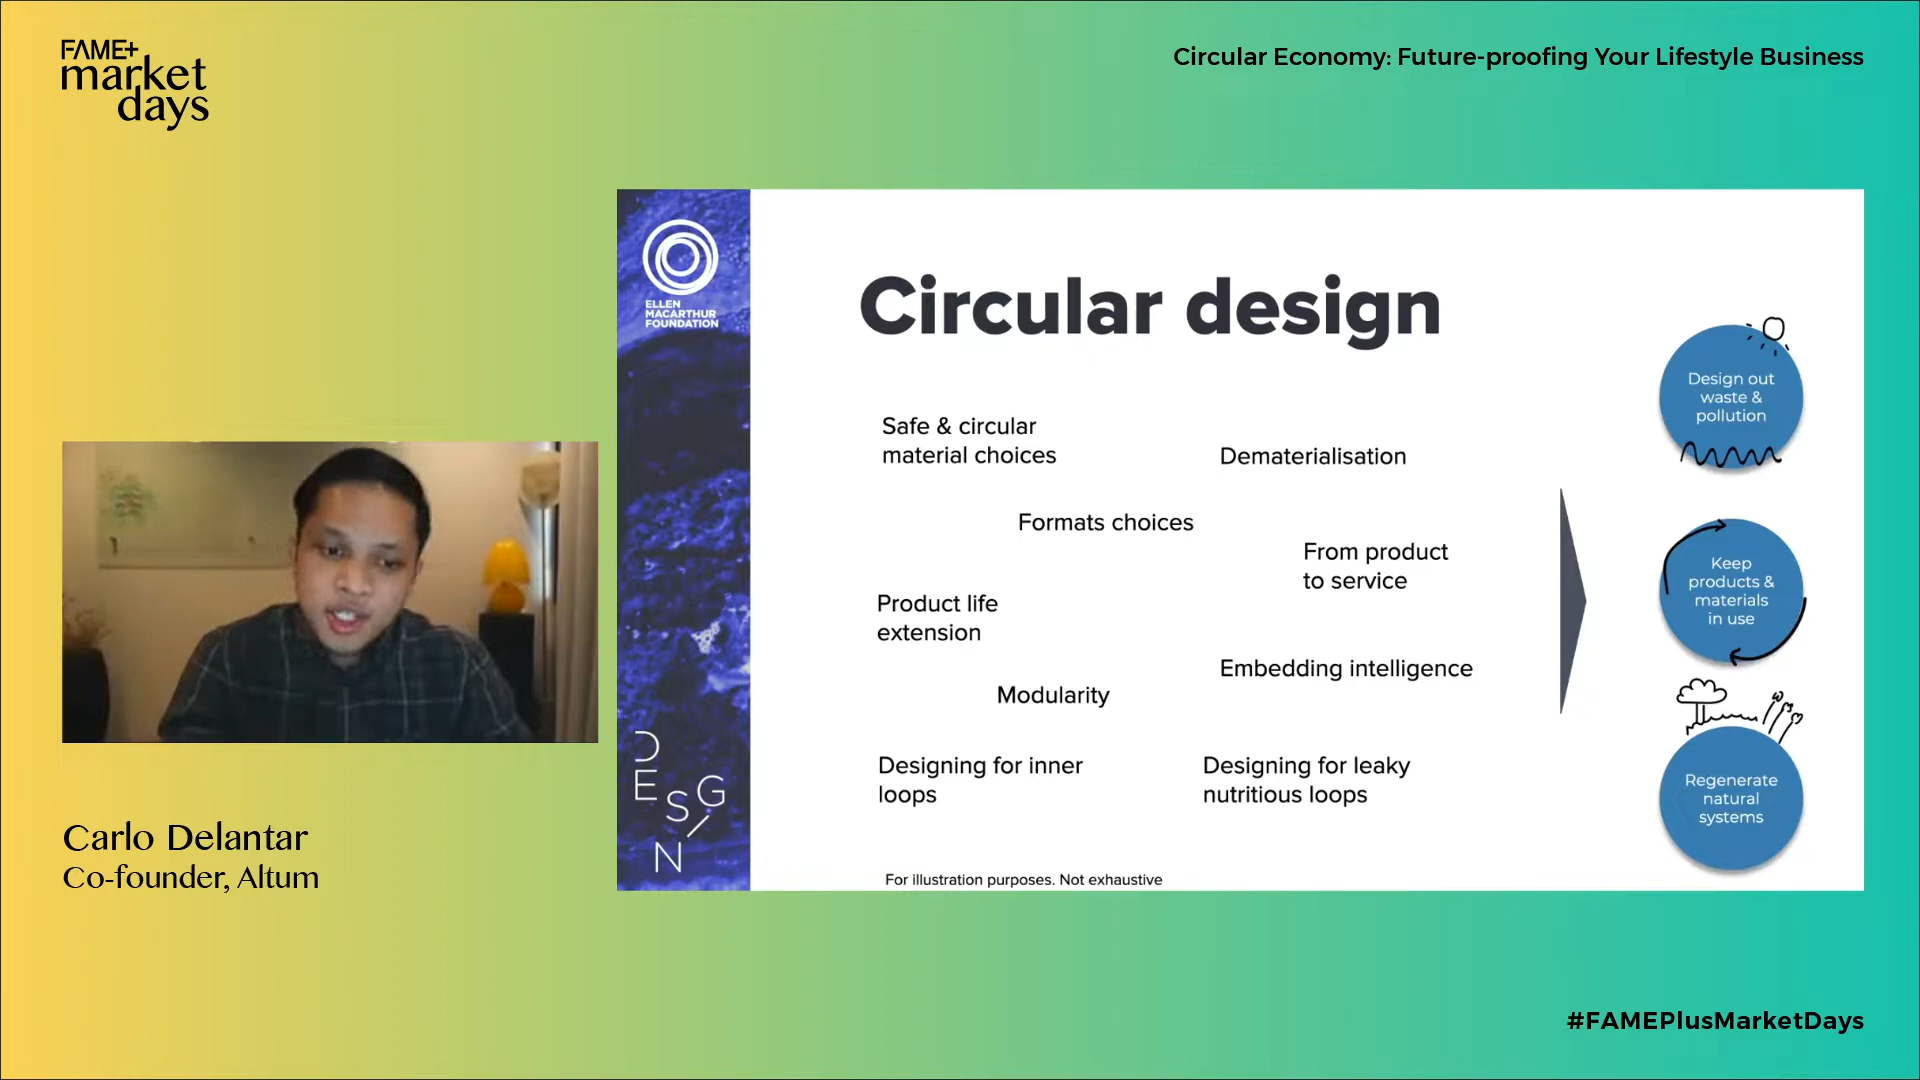 FAME+
market
days
Circular Economy: Future-proofing Your Lifestyle Business
ELLEN
MACARTHUR
FOUNDATION
DESIGN
Circular design
Safe & circular
material choices
Dematerialisation
Formats choices
From product
to service
Product life
extension
Embedding intelligence
Modularity
Designing for inner
loops
Designing for leaky
nutritious loops
For illustration purposes. Not exhaustive
Design out
waste &
pollution
Keep
products &
materials
in use
Regenerate
natural
systems
Carlo Delantar
Co-founder, Altum
#FAMEPlusMarketDays